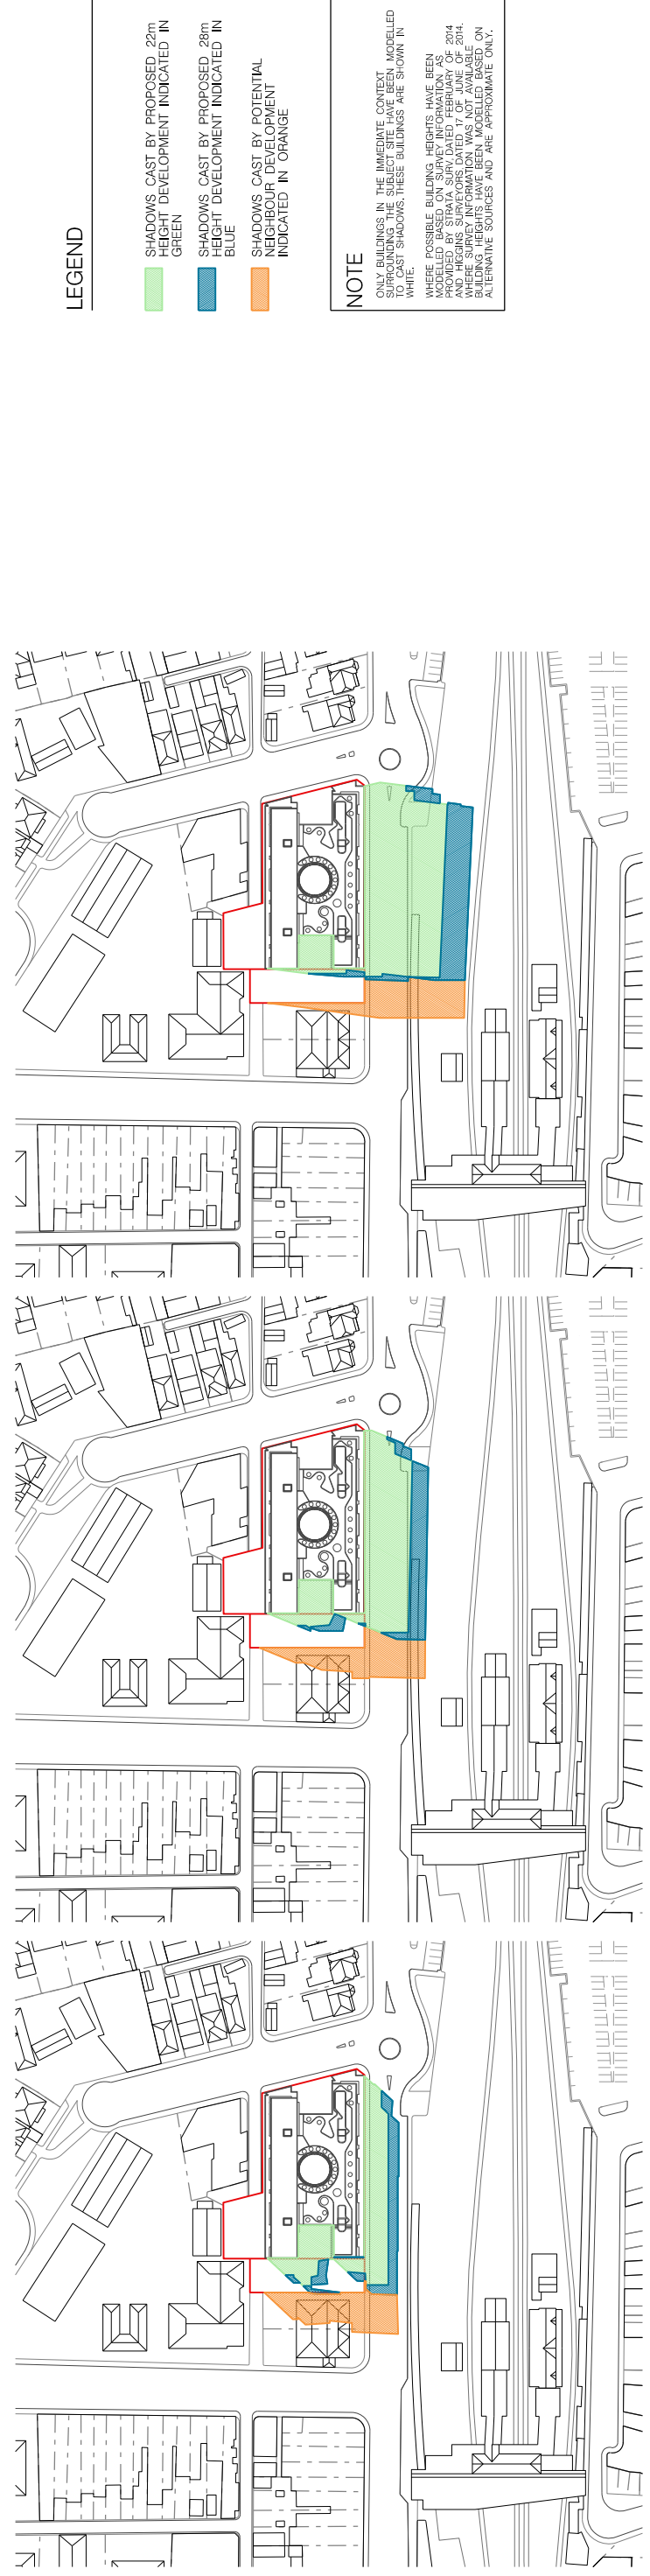 LEGEND
SHADOWS CAST BY PROPOSED 22m
HEIGHT DEVELOPMENT INDICATED IN
GREEN
SHADOWS CAST BY PROPOSED 28m
HEIGHT DEVELOPMENT INDICATED IN
BLUE
SHADOWS CAST BY POTENTIAL
NEIGHBOUR DEVELOPMENT
INDICATED IN ORANGE
NOTE
ONLY BUILDINGS IN THE IMMEDIATE CONTEXT
SURROUNDING THE SUBJECT SITE HAVE BEEN MODELLED
TO CAST SHADOWS. THESE BUILDINGS ARE SHOWN IN
WHITE.
WHERE POSSIBLE BUILDING HEIGHTS HAVE BEEN
MODELLED BASED ON SURVEY INFORMATION AS
PROVIDED BY STRATA SURV, DATED FEBRUARY OF 2014
AND HIGGINS SURVEYORS, DATED 17 OF JUNE OF 2014.
WHERE SURVEY INFORMATION WAS NOT AVAILABLE
BUILDING HEIGHTS HAVE BEEN MODELLED BASED ON
ALTERNATIVE SOURCES AND ARE APPROXIMATE ONLY.